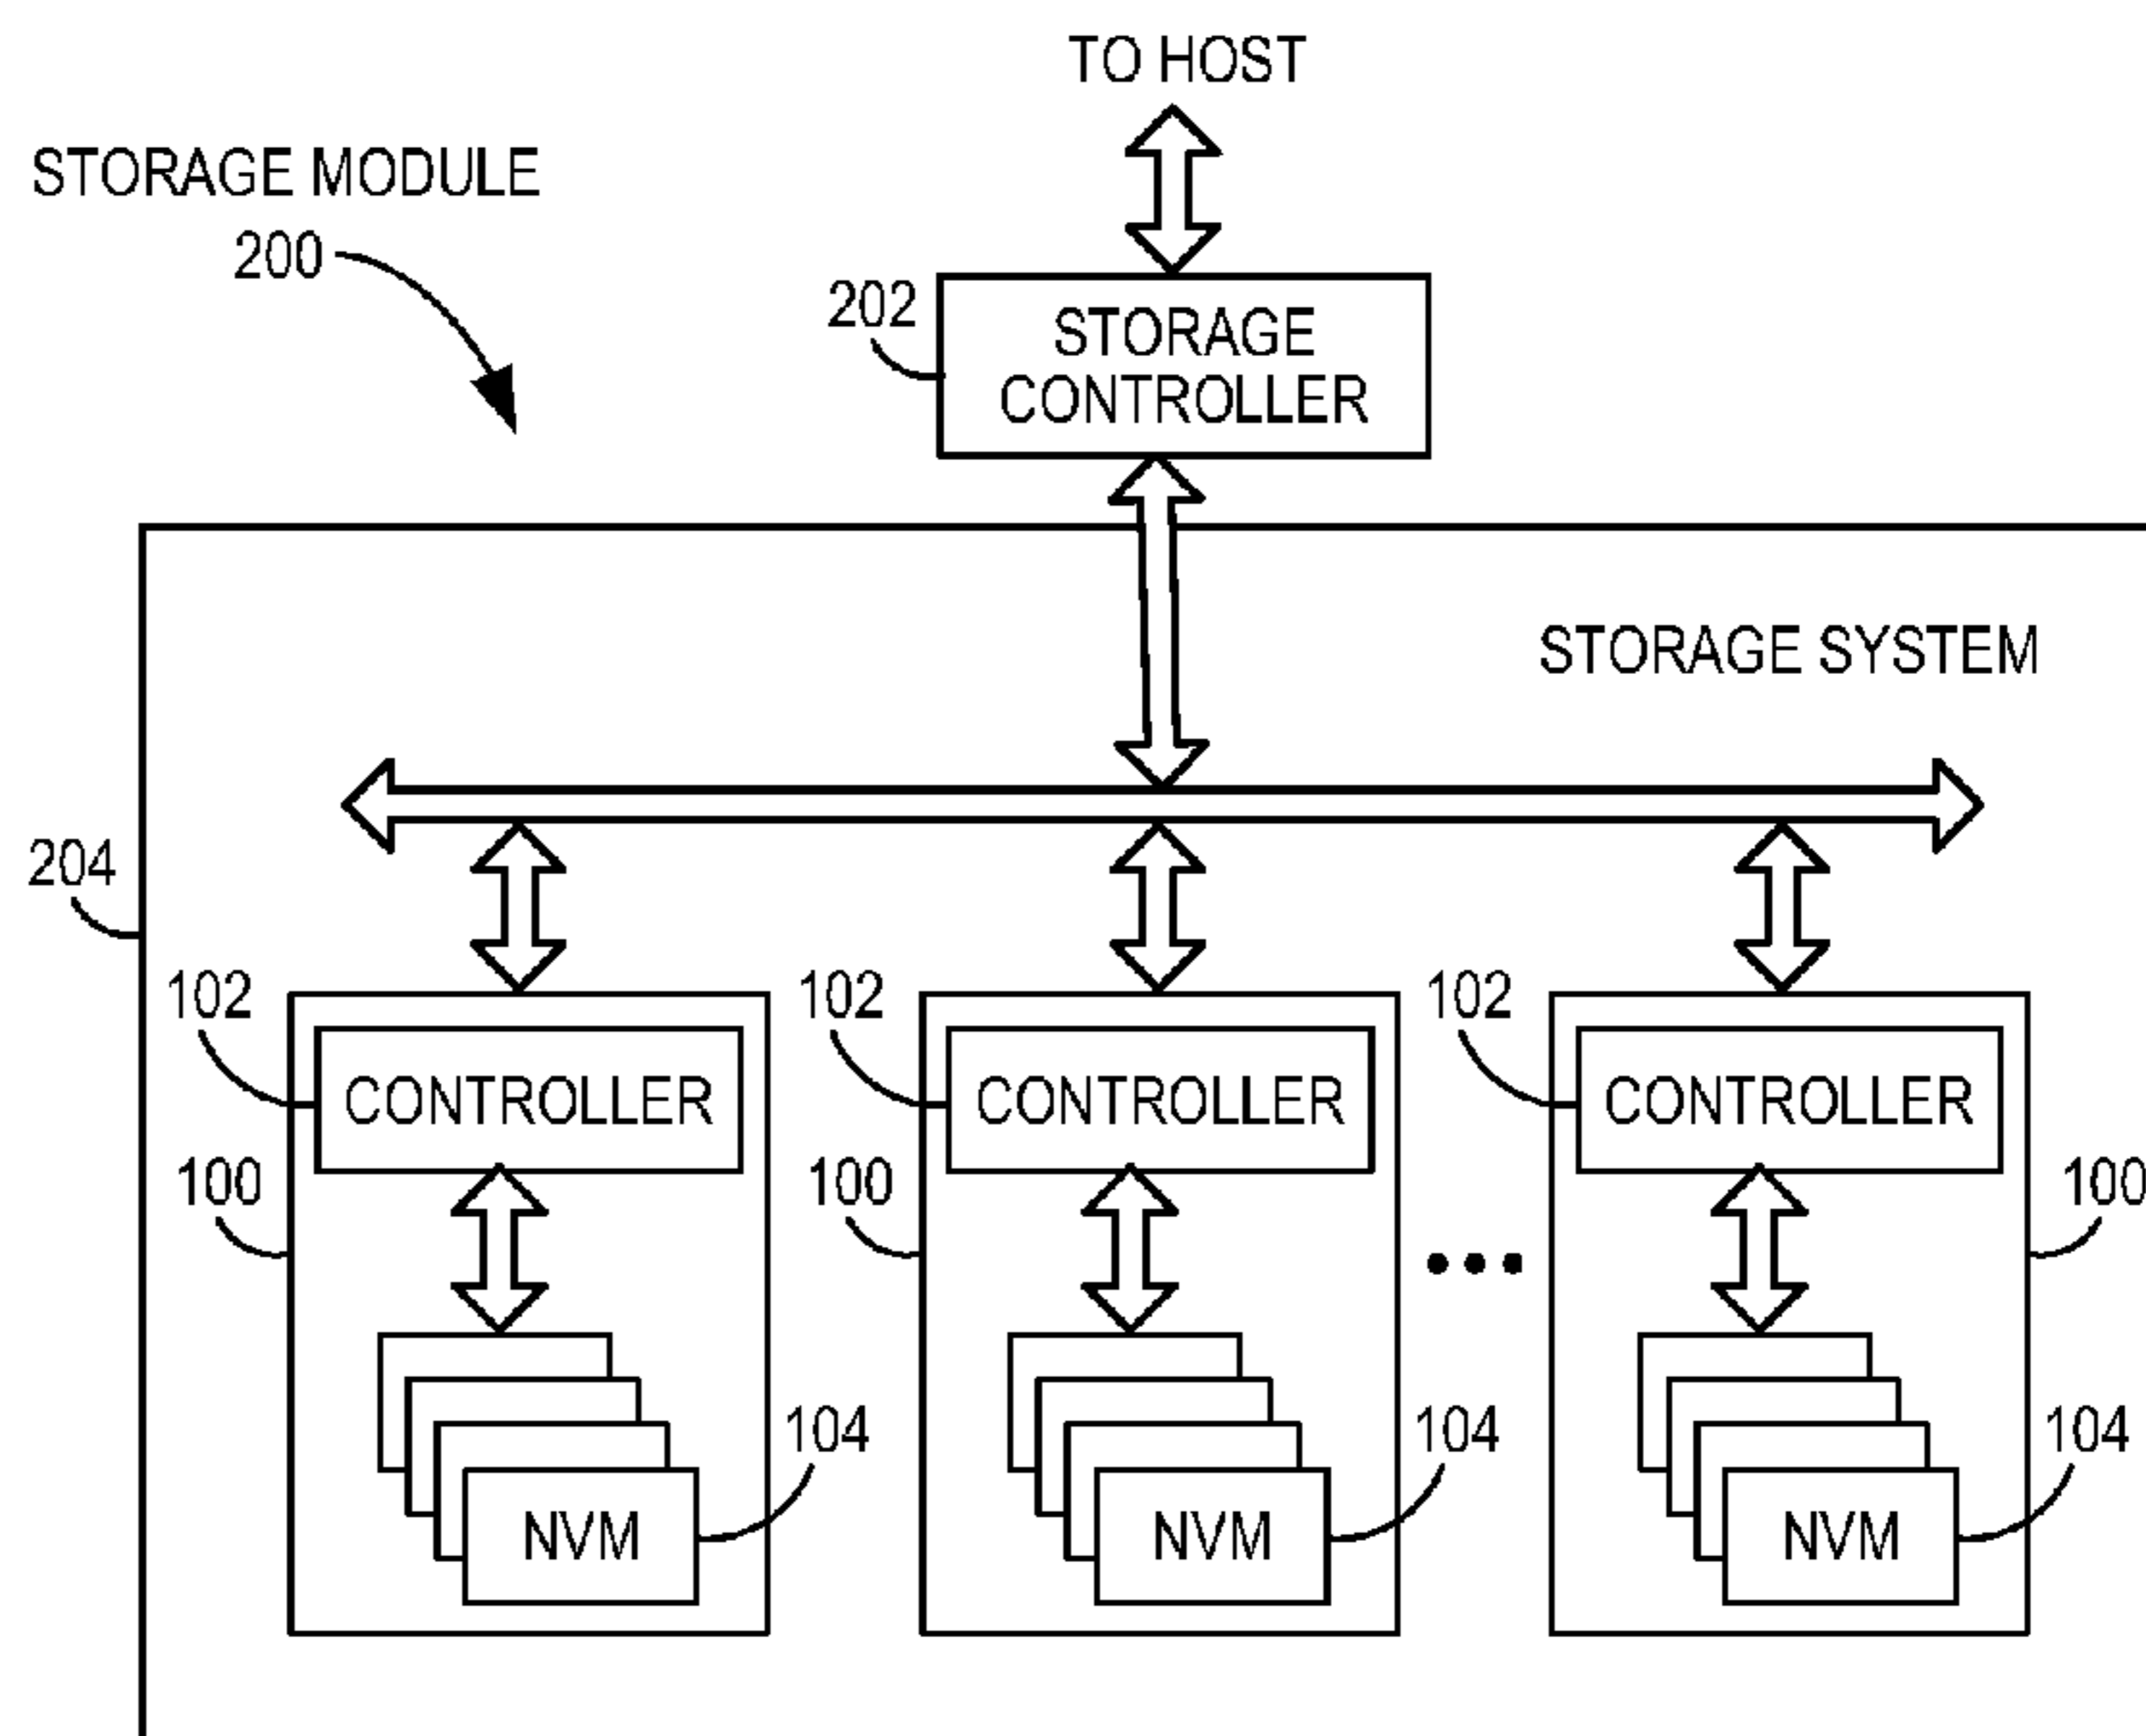 TO HOST
STORAGE MODULE
200
202
STORAGE
CONTROLLER
STORAGE SYSTEM
204
102
102
102
CONTROLLER
CONTROLLER
CONTROLLER
100
100
100
104
104
104
NVM
NVM
NVM